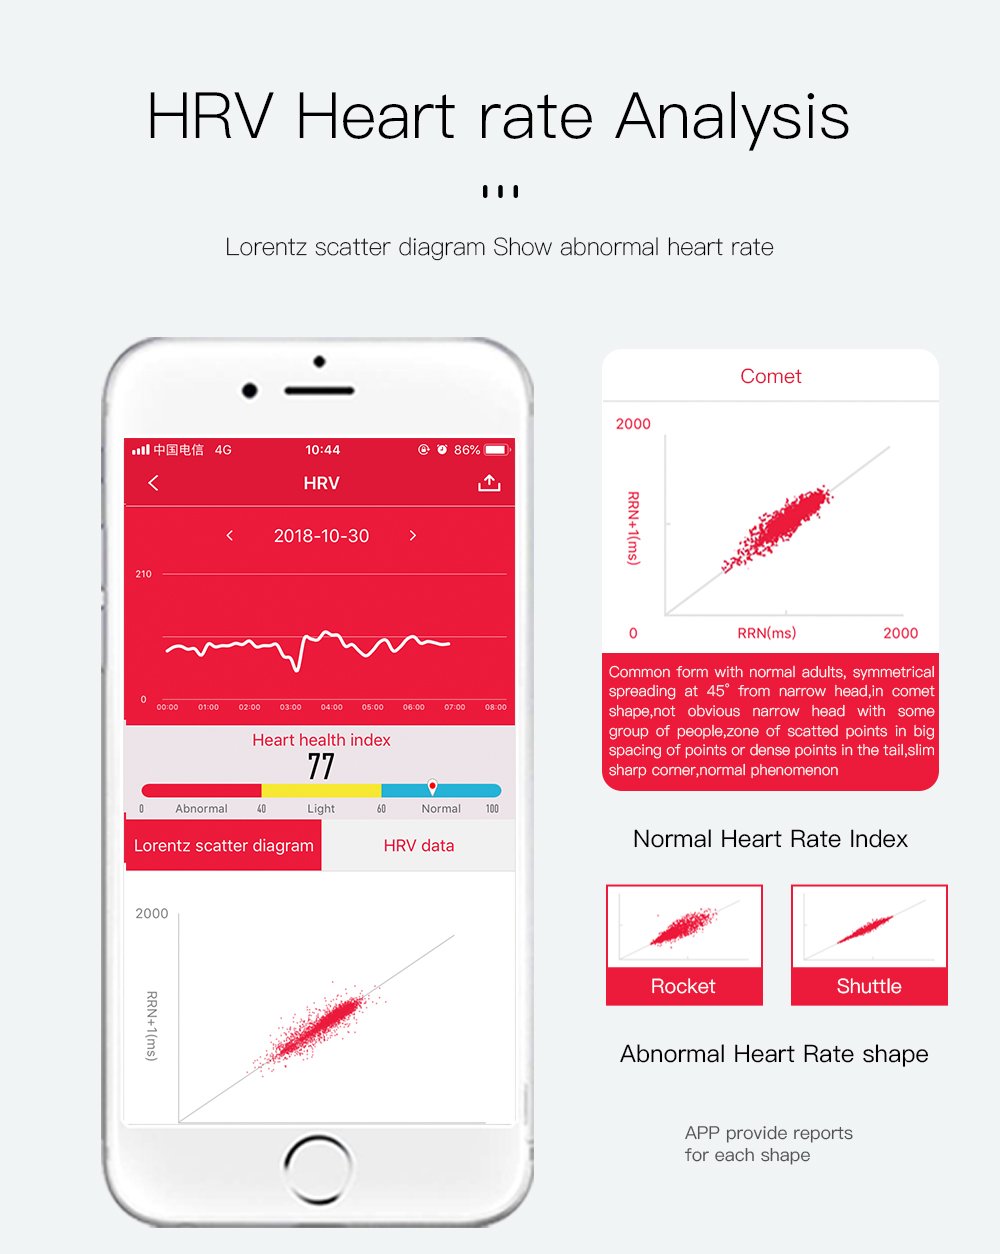 HRV Heart rate Analysis
Lorentz scatter diagram Show abnormal heart rate
中国电信 4G 10:44 86%
HRV
2018-10-30
210
0
00:00 01:00 02:00 03:00 04:00 05:00 06:00 07:00 08:00
Heart health index
77
0 Abnormal 40 Light 60 Normal 100
Lorentz scatter diagram HRV data
2000
RRN+1(ms)
Comet
2000
RRN+1(ms)
0 RRN(ms) 2000
Common form with normal adults, symmetrical
spreading at 45° from narrow head,in comet
shape,not obvious narrow head with some
group of people,zone of scatted points in big
spacing of points or dense points in the tail,slim
sharp corner,normal phenomenon
Normal Heart Rate Index
Rocket Shuttle
Abnormal Heart Rate shape
APP provide reports
for each shape